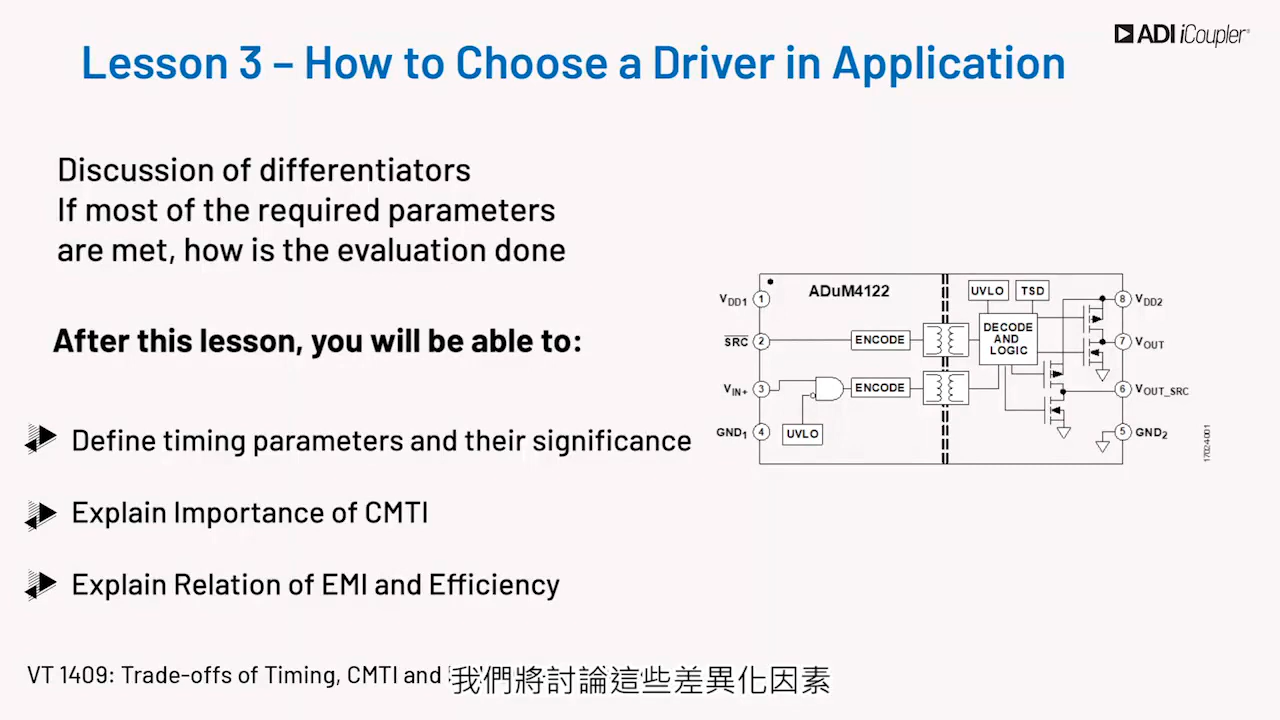 ADI iCoupler®
Lesson 3 – How to Choose a Driver in Application
Discussion of differentiators
If most of the required parameters
are met, how is the evaluation done
After this lesson, you will be able to:
Define timing parameters and their significance
Explain Importance of CMTI
Explain Relation of EMI and Efficiency
VDD1 1
ADuM4122
UVLO
TSD
8 VDD2
SRC 2
ENCODE
DECODE
AND
LOGIC
7 VOUT
VIN+ 3
ENCODE
6 VOUT_SRC
GND1 4
UVLO
5 GND2
17024-001
VT 1409: Trade-offs of Timing, CMTI and
我們將討論這些差異化因素